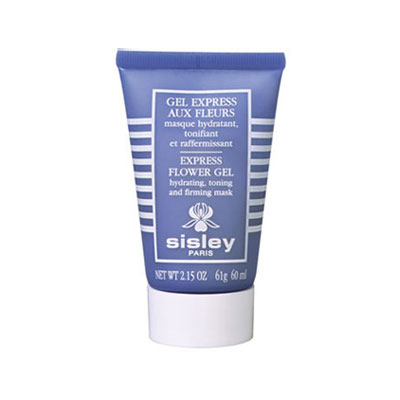 GEL EXPRESS
AUX FLEURS
masque hydratant,
tonifiant
et raffermissant
EXPRESS
FLOWER GEL
hydrating, toning
and firming mask
sisley
PARIS
NET WT 2.15 OZ 61g 60 ml